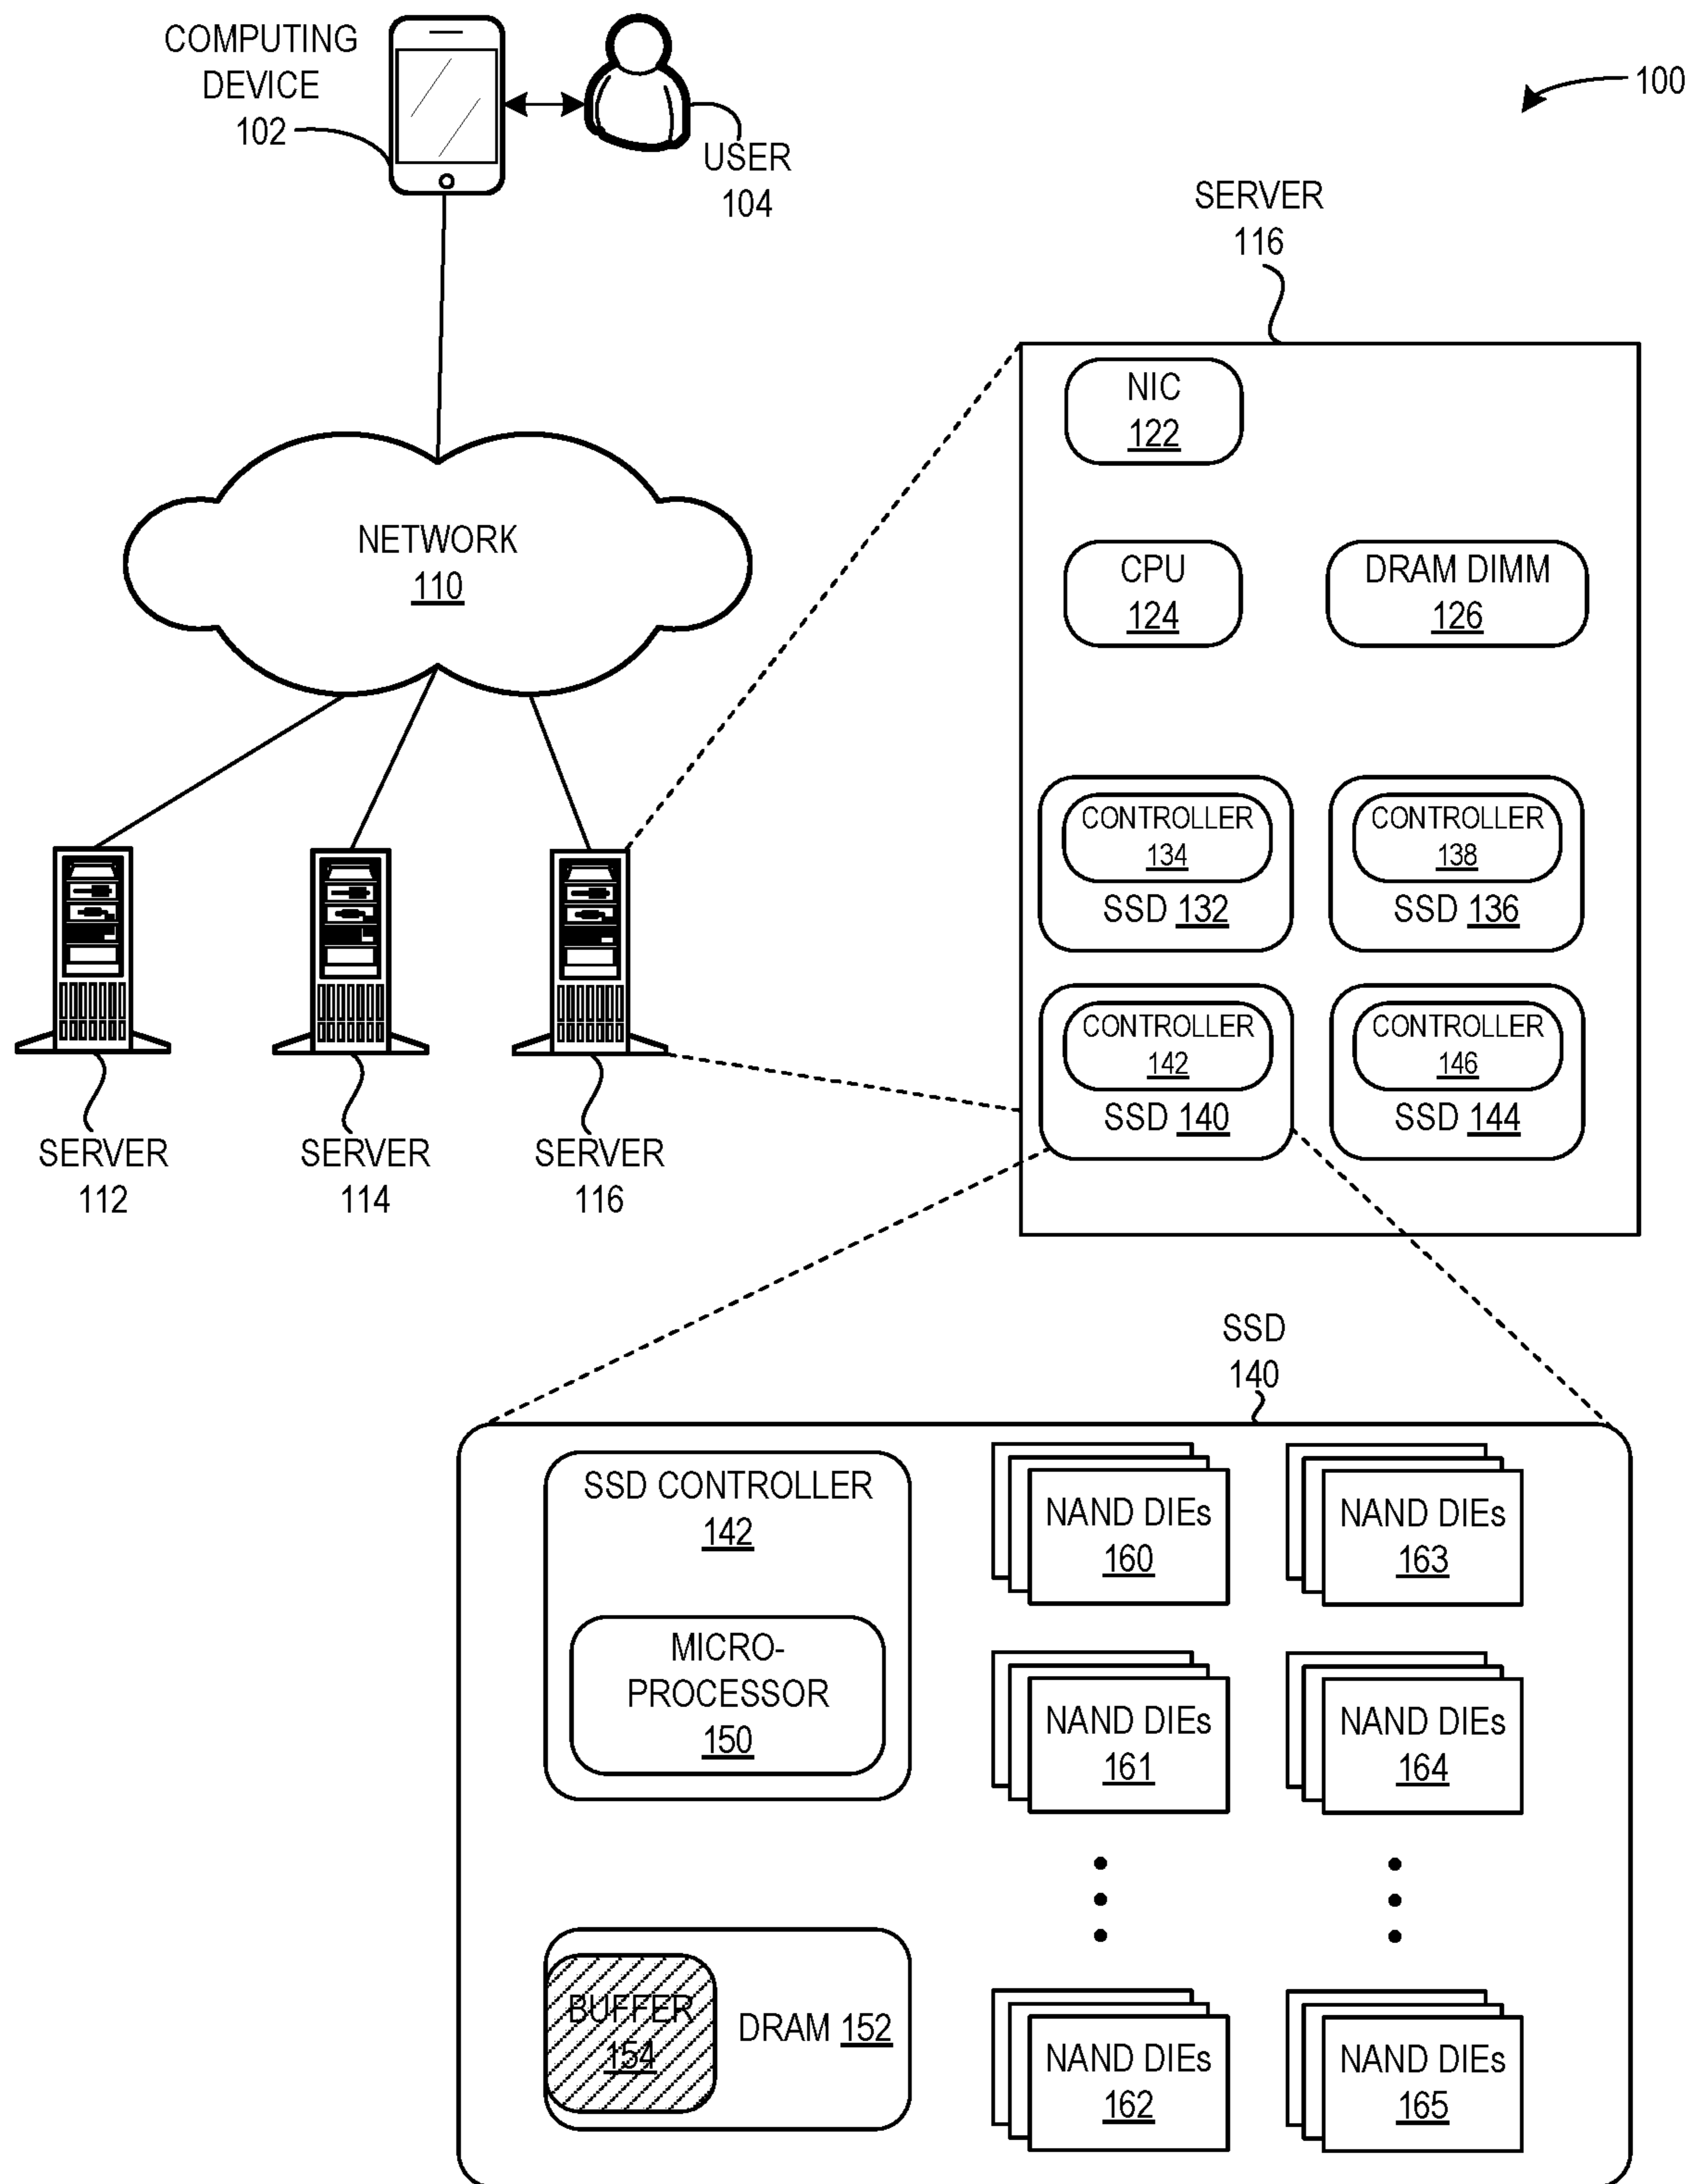 COMPUTING
DEVICE
102
USER
104
100
SERVER
116
NIC
122
NETWORK
110
CPU
124
DRAM DIMM
126
CONTROLLER
134
SSD 132
CONTROLLER
138
SSD 136
CONTROLLER
142
SSD 140
CONTROLLER
146
SSD 144
SERVER
112
SERVER
114
SERVER
116
SSD
140
SSD CONTROLLER
142
MICRO-
PROCESSOR
150
NAND DIEs
160
NAND DIEs
163
NAND DIEs
161
NAND DIEs
164
BUFFER
154
DRAM 152
NAND DIEs
162
NAND DIEs
165